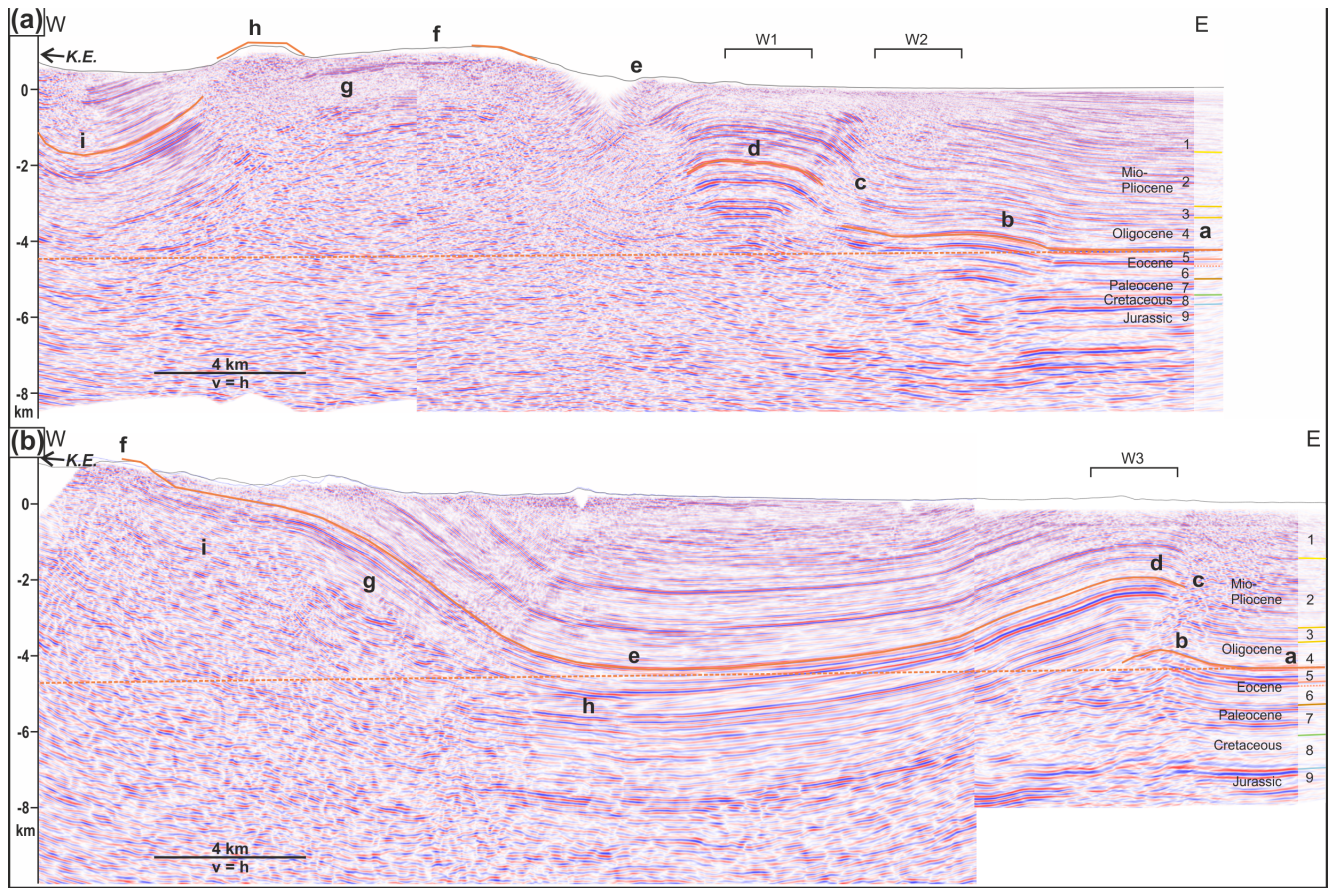 (a) W
E
h
f
W1
W2
K.E.
e
0
g
i
d
1
-2
Mio-
Pliocene
2
c
3
b
a
Oligocene
4
-4
5
Eocene
6
Paleocene
7
Cretaceous
8
-6
Jurassic
9
4 km
v = h
-8
km
(b) W
E
f
K.E.
W3
0
i
1
g
d
c
-2
Mio-
Pliocene
2
3
b
Oligocene
e
a
-4
4
5
Eocene
6
h
Paleocene
7
-6
Cretaceous
8
Jurassic
9
-8
km
4 km
v = h